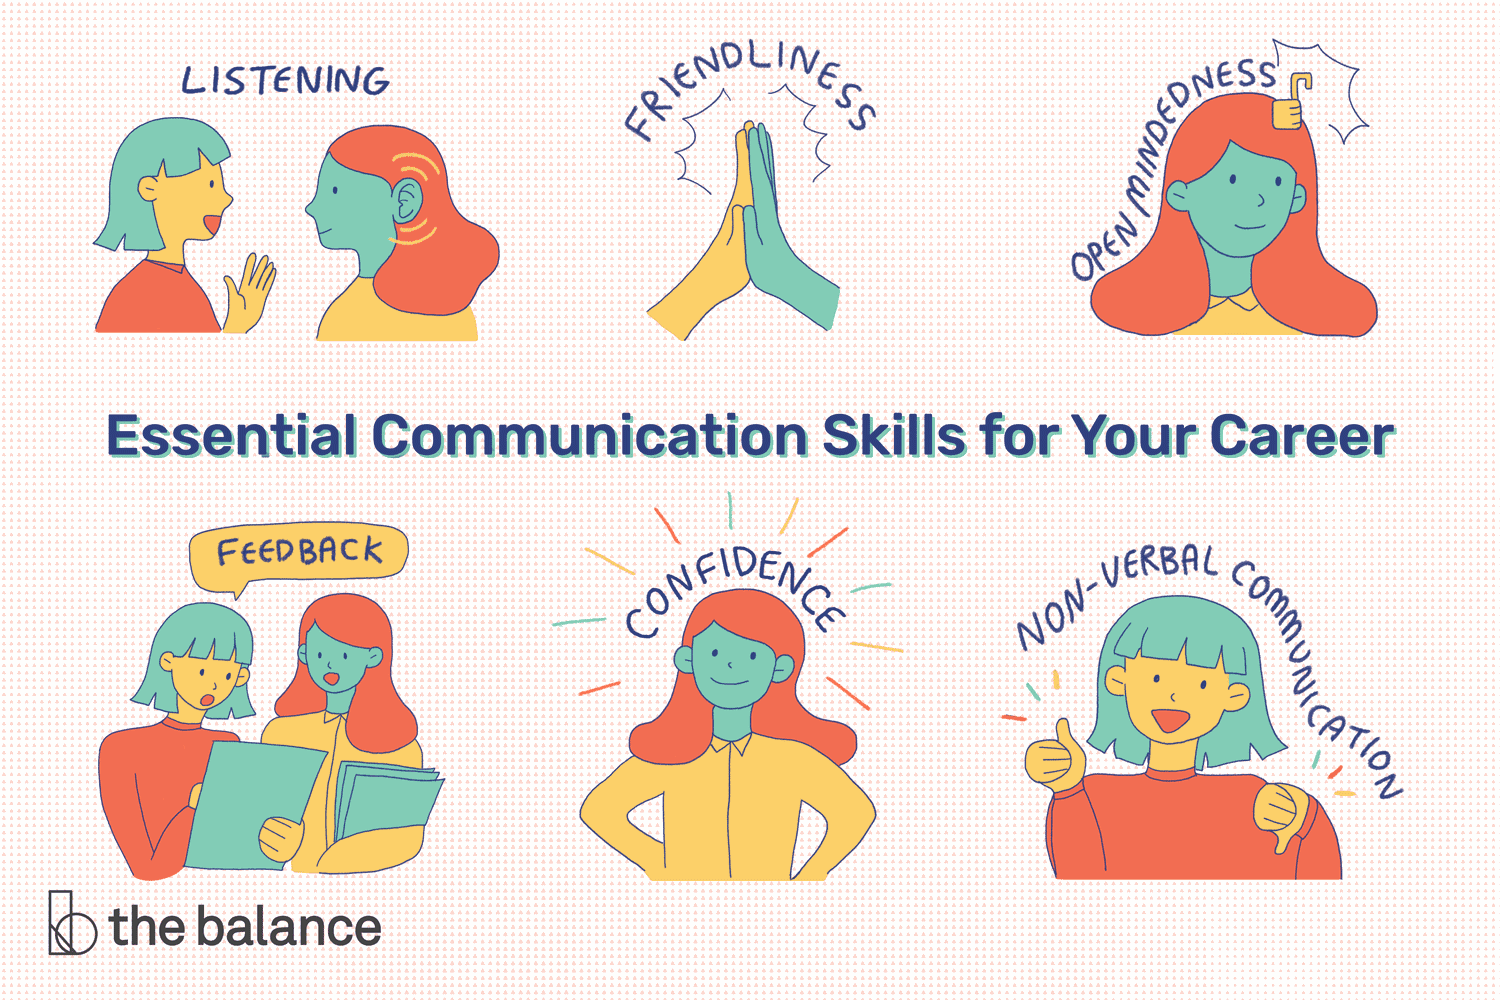 LISTENING
FRIENDLINESS
OPEN MINDEDNESS
Essential Communication Skills for Your Career
FEEDBACK
CONFIDENCE
NON-VERBAL COMMUNICATION
the balance